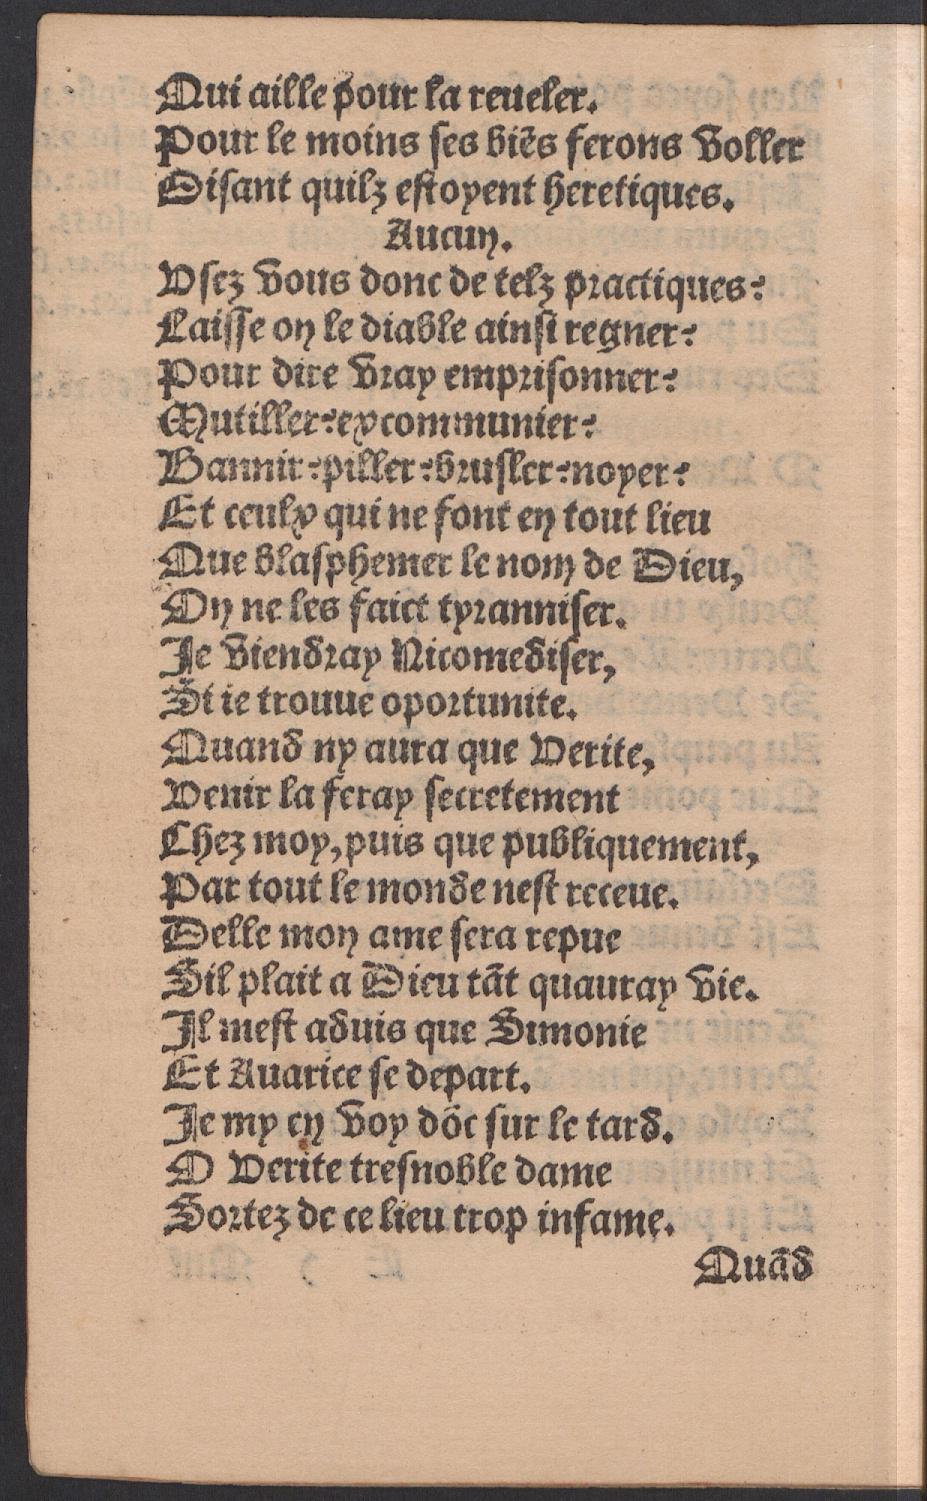 Qui aille pour la reueler.
Pour le moins ses biēs ferons voller
Disant quilz estoyent heretiques.
Aucun.
Vsez vous donc de telz practiques?
Laisse on le diable ainsi regner?
Pour dire vray emprisonner?
Mutiller?excommunier?
Bannir?piller?brusler?noyer?
Et ceulx qui ne font en tout lieu
Que blasphemer le nom de Dieu,
On ne les faict tyranniser.
Je viendray Nicomediser,
Si ie trouue oportunite.
Quand ny aura que Verite,
Venir la feray secretement
Chez moy,puis que publiquement,
Par tout le monde nest receue.
Delle mon ame sera repue
Sil plait a Dieu tāt quauray vie.
Il mest aduis que Simonie
Et Auarice se depart.
Je my en voy dōc sur le tard.
O Verite tresnoble dame
Sortez de ce lieu trop infame.
Quād